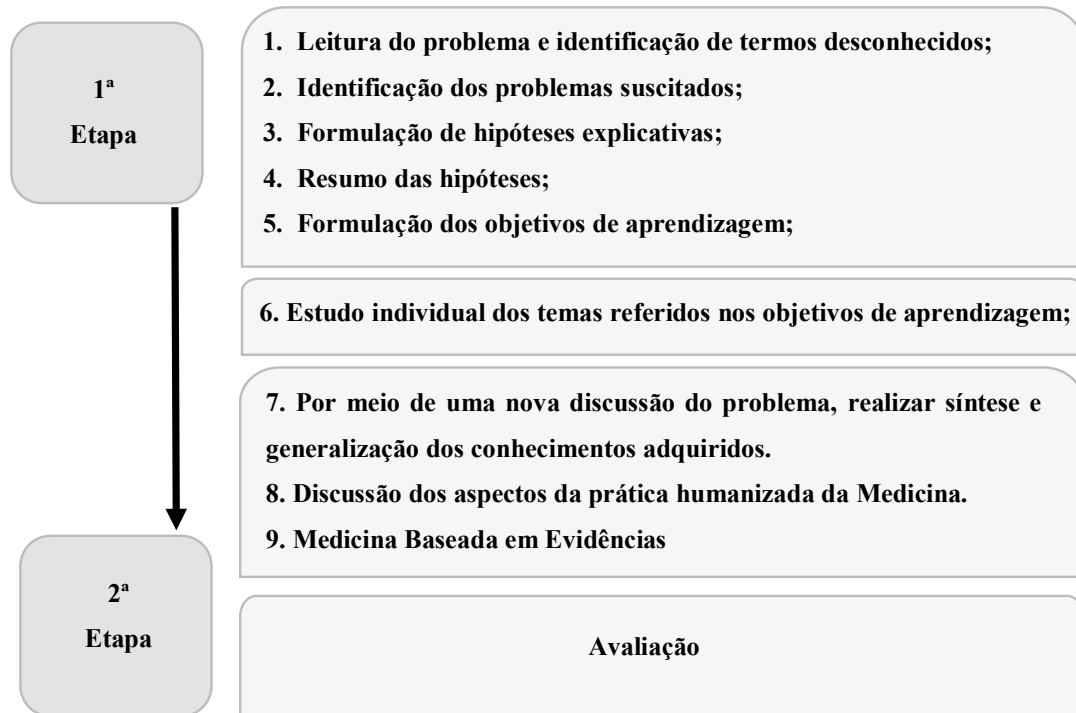 1ª
Etapa
1. Leitura do problema e identificação de termos desconhecidos;
2. Identificação dos problemas suscitados;
3. Formulação de hipóteses explicativas;
4. Resumo das hipóteses;
5. Formulação dos objetivos de aprendizagem;
6. Estudo individual dos temas referidos nos objetivos de aprendizagem;
7. Por meio de uma nova discussão do problema, realizar síntese e
generalização dos conhecimentos adquiridos.
8. Discussão dos aspectos da prática humanizada da Medicina.
9. Medicina Baseada em Evidências
2ª
Etapa
Avaliação